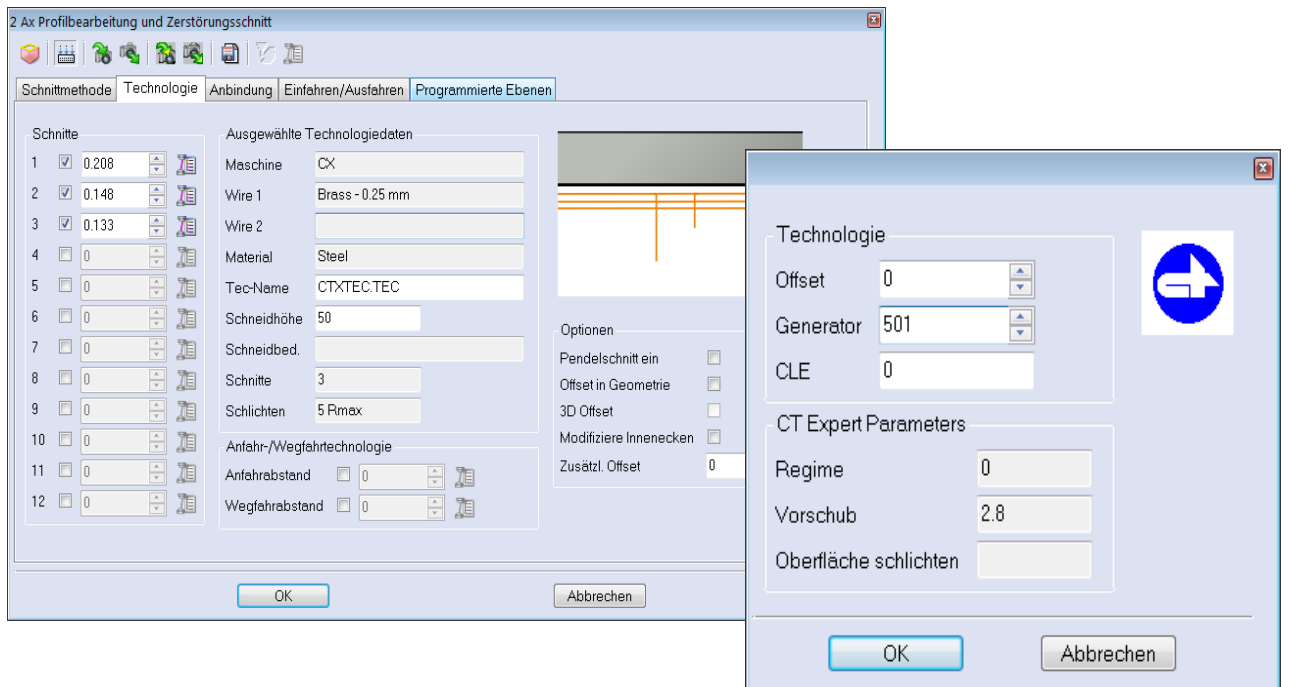 2 Ax Profilbearbeitung und Zerstörungsschnitt
Schnittmethode Technologie Anbindung Einfahren/Ausfahren Programmierte Ebenen
Schnitte
1 0.208
2 0.148
3 0.133
4 0
5 0
6 0
7 0
8 0
9 0
10 0
11 0
12 0
Ausgewählte Technologiedaten
Maschine CX
Wire 1 Brass - 0.25 mm
Wire 2
Material Steel
Tec-Name CTXTEC.TEC
Schneidhöhe 50
Schneidbed.
Schnitte 3
Schlichten 5 Rmax
Anfahr-/Wegfahrtechnologie
Anfahrabstand 0
Wegfahrabstand 0
Optionen
Pendelschnitt ein
Offset in Geometrie
3D Offset
Modifiziere Innenecken
Zusätzl. Offset 0
OK Abbrechen
Technologie
Offset 0
Generator 501
CLE 0
CT Expert Parameters
Regime 0
Vorschub 2.8
Oberfläche schlichten
OK Abbrechen